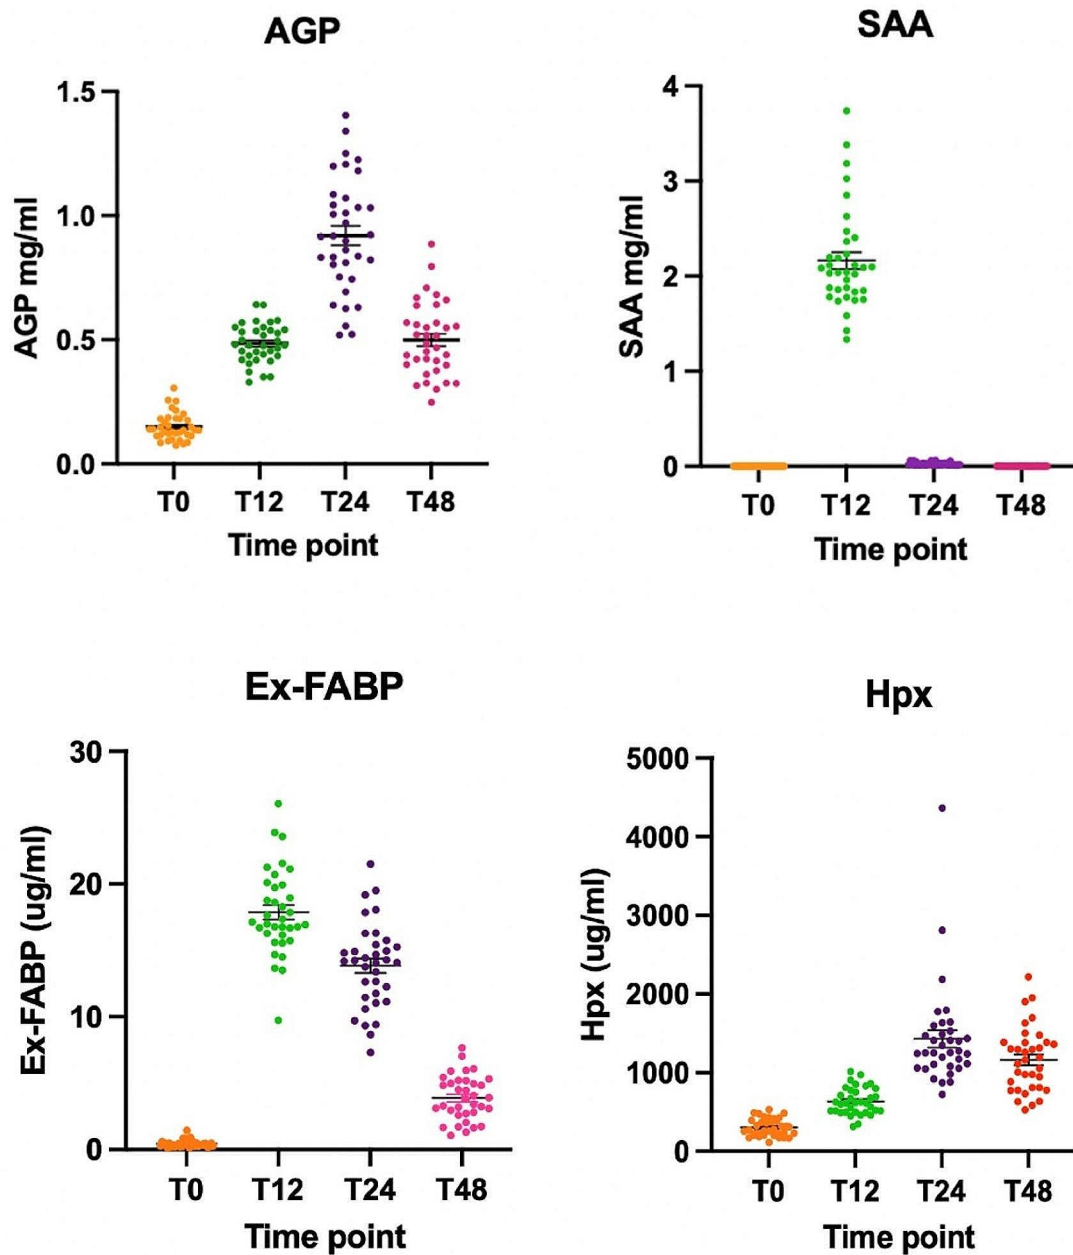 AGP
1.5
1.0
0.5
0.0
AGP mg/ml
T0 T12 T24 T48
Time point
SAA
4
3
2
1
0
SAA mg/ml
T0 T12 T24 T48
Time point
Ex-FABP
30
20
10
0
Ex-FABP (ug/ml)
T0 T12 T24 T48
Time point
Hpx
5000
4000
3000
2000
1000
0
Hpx (ug/ml)
T0 T12 T24 T48
Time point